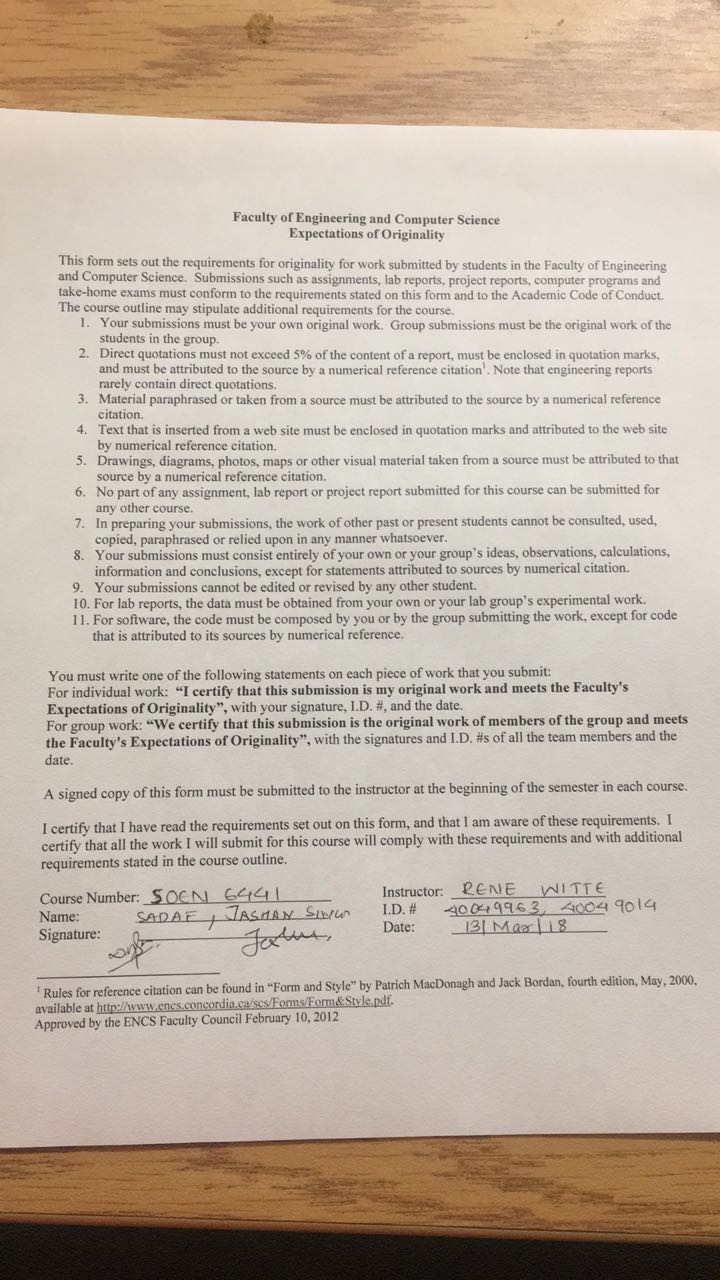 Faculty of Engineering and Computer Science
Expectations of Originality
This form sets out the requirements for originality for work submitted by students in the Faculty of Engineering
and Computer Science. Submissions such as assignments, lab reports, project reports, computer programs and
take-home exams must conform to the requirements stated on this form and to the Academic Code of Conduct.
The course outline may stipulate additional requirements for the course.
1. Your submissions must be your own original work. Group submissions must be the original work of the
students in the group.
2. Direct quotations must not exceed 5% of the content of a report, must be enclosed in quotation marks,
and must be attributed to the source by a numerical reference citation¹. Note that engineering reports
rarely contain direct quotations.
3. Material paraphrased or taken from a source must be attributed to the source by a numerical reference
citation.
4. Text that is inserted from a web site must be enclosed in quotation marks and attributed to the web site
by numerical reference citation.
5. Drawings, diagrams, photos, maps or other visual material taken from a source must be attributed to that
source by a numerical reference citation.
6. No part of any assignment, lab report or project report submitted for this course can be submitted for
any other course.
7. In preparing your submissions, the work of other past or present students cannot be consulted, used,
copied, paraphrased or relied upon in any manner whatsoever.
8. Your submissions must consist entirely of your own or your group's ideas, observations, calculations,
information and conclusions, except for statements attributed to sources by numerical citation.
9. Your submissions cannot be edited or revised by any other student.
10. For lab reports, the data must be obtained from your own or your lab group's experimental work.
11. For software, the code must be composed by you or by the group submitting the work, except for code
that is attributed to its sources by numerical reference.
You must write one of the following statements on each piece of work that you submit:
For individual work: "I certify that this submission is my original work and meets the Faculty's
Expectations of Originality", with your signature, I.D. #, and the date.
For group work: "We certify that this submission is the original work of members of the group and meets
the Faculty's Expectations of Originality", with the signatures and I.D. #s of all the team members and the
date.
A signed copy of this form must be submitted to the instructor at the beginning of the semester in each course.
I certify that I have read the requirements set out on this form, and that I am aware of these requirements. I
certify that all the work I will submit for this course will comply with these requirements and with additional
requirements stated in the course outline.
Course Number: SOEN 6441 Instructor: RENE WITTE
Name: SADAF, JASMAN I.D. # 40049963, 40049014
Signature: Date: 13/Mar/18
¹ Rules for reference citation can be found in "Form and Style" by Patrich MacDonagh and Jack Bordan, fourth edition, May, 2000,
available at http://www.encs.concordia.ca/scs/Forms/Form&Style.pdf.
Approved by the ENCS Faculty Council February 10, 2012